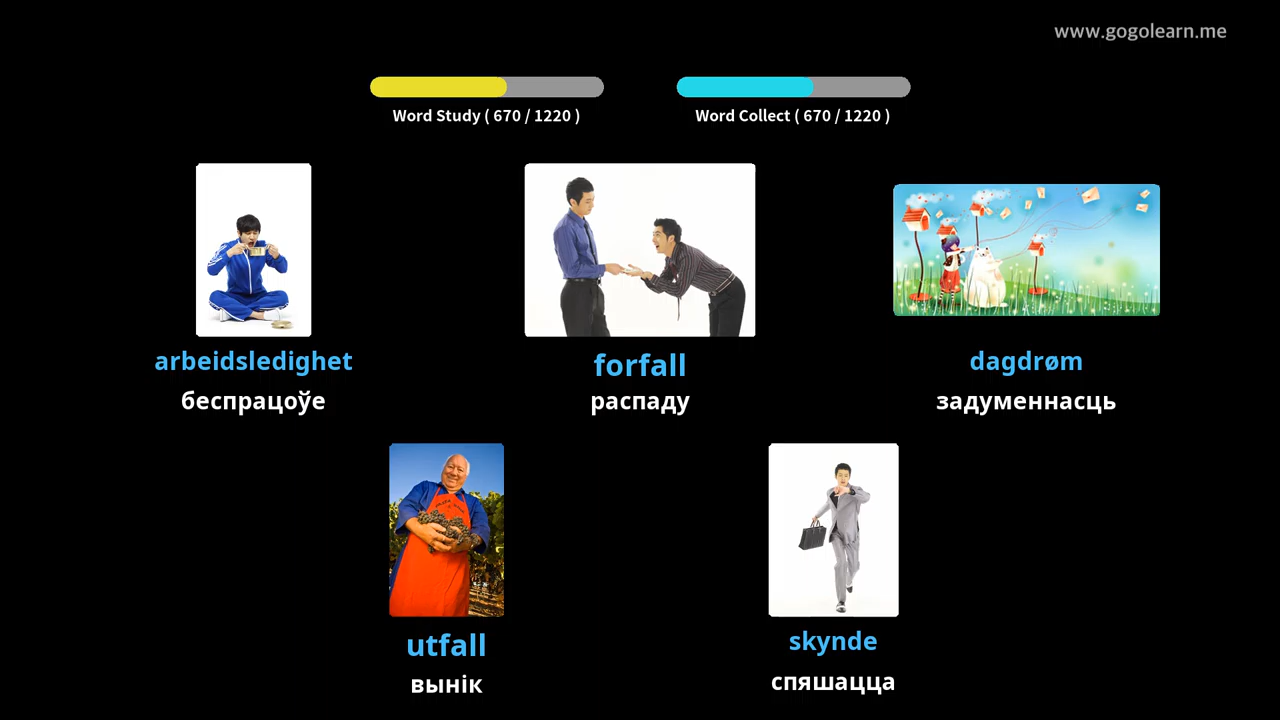 www.gogolearn.me
Word Study ( 670 / 1220 )
Word Collect ( 670 / 1220 )
arbeidsledighet
беспрацоўе
forfall
распаду
dagdrøm
задуменнасць
utfall
вынік
skynde
спяшацца